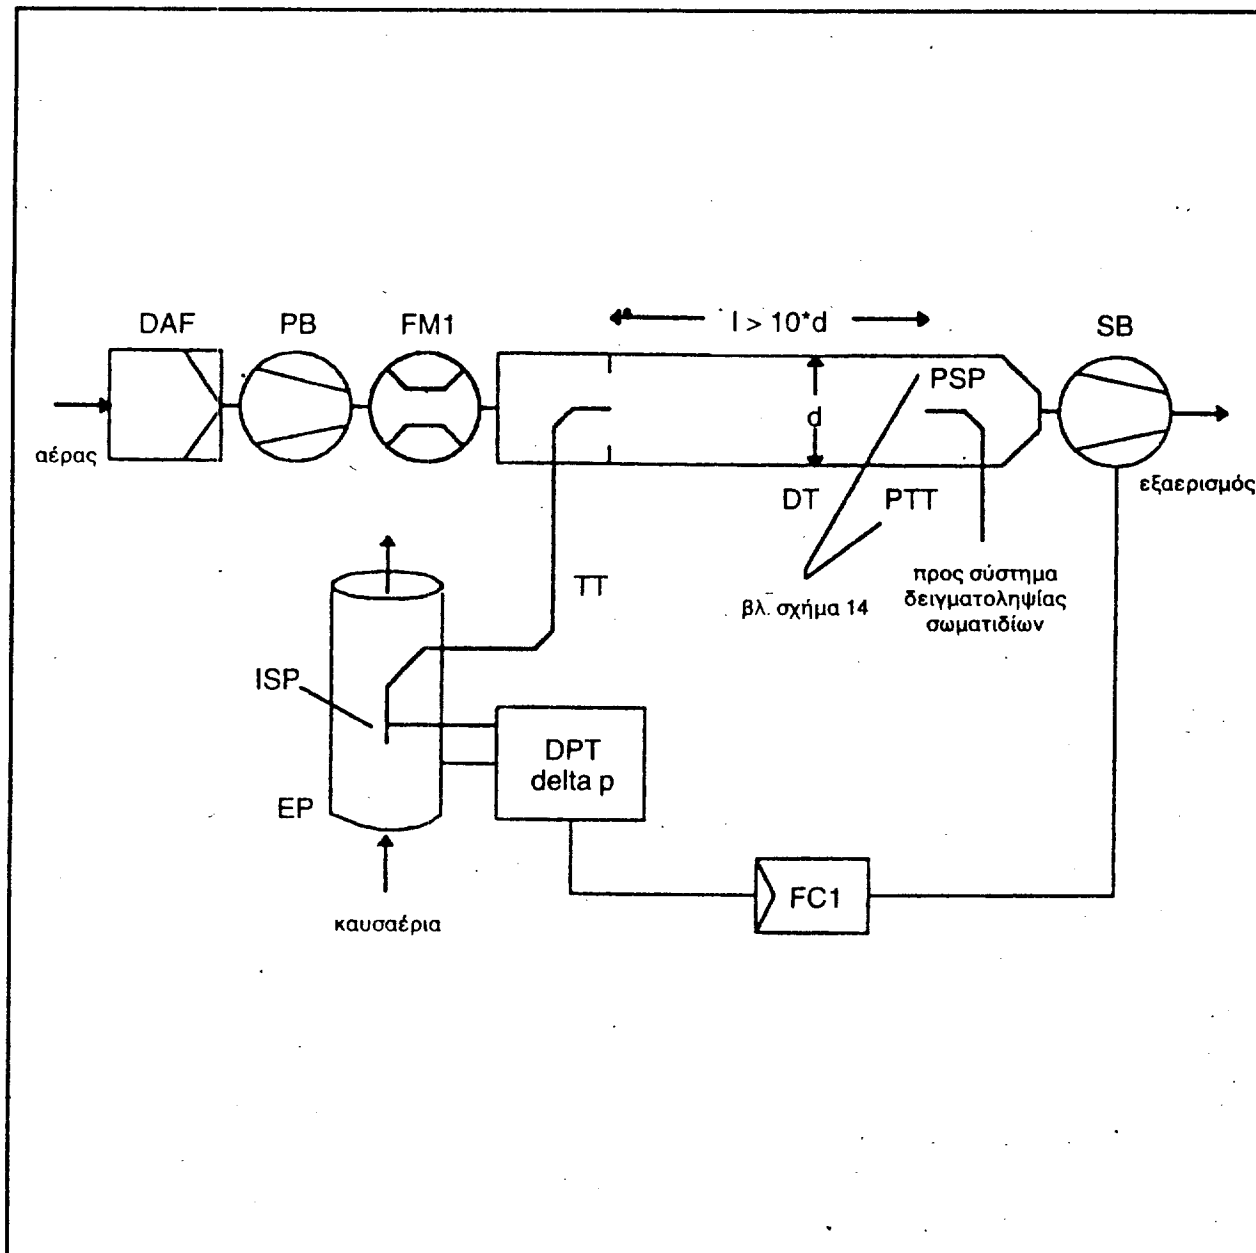 DAF
PB
FM1
l > 10*d
SB
PSP
d
αέρας
εξαερισμός
DT
PTT
TT
προς σύστημα
δειγματοληψίας
σωματιδίων
βλ. σχήμα 14
ISP
DPT
delta p
EP
FC1
καυσαέρια